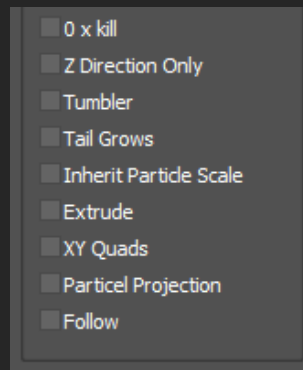 0 x kill
Z Direction Only
Tumbler
Tail Grows
Inherit Particle Scale
Extrude
XY Quads
Particel Projection
Follow